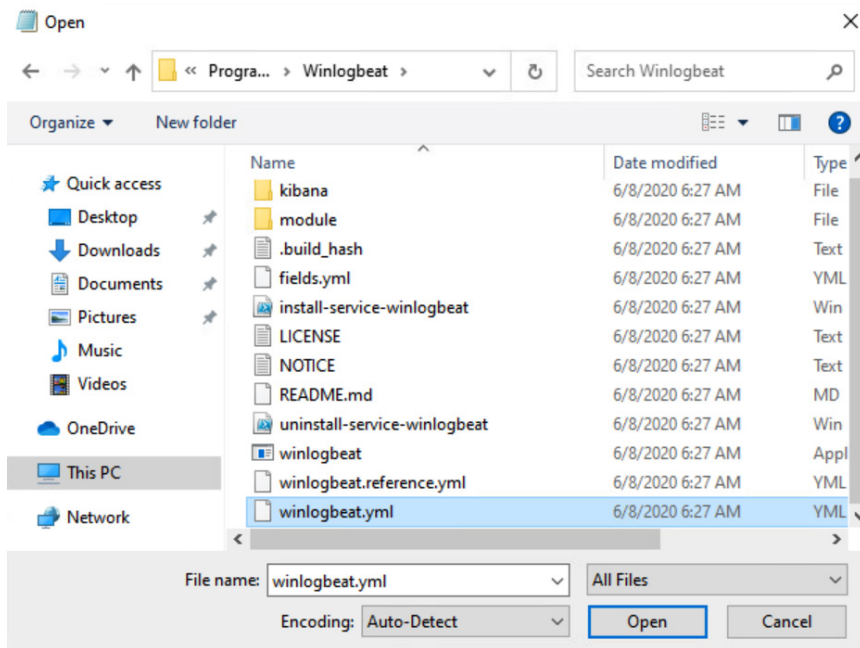 Open
« Progra... > Winlogbeat >
Search Winlogbeat
Organize
New folder
Name
Date modified
Type
Quick access
Desktop
Downloads
Documents
Pictures
Music
Videos
OneDrive
This PC
Network
kibana 6/8/2020 6:27 AM File
module 6/8/2020 6:27 AM File
.build_hash 6/8/2020 6:27 AM Text
fields.yml 6/8/2020 6:27 AM YML
install-service-winlogbeat 6/8/2020 6:27 AM Win
LICENSE 6/8/2020 6:27 AM Text
NOTICE 6/8/2020 6:27 AM Text
README.md 6/8/2020 6:27 AM MD
uninstall-service-winlogbeat 6/8/2020 6:27 AM Win
winlogbeat 6/8/2020 6:27 AM Appl
winlogbeat.reference.yml 6/8/2020 6:27 AM YML
winlogbeat.yml 6/8/2020 6:27 AM YML
File name: winlogbeat.yml
All Files
Encoding: Auto-Detect
Open
Cancel